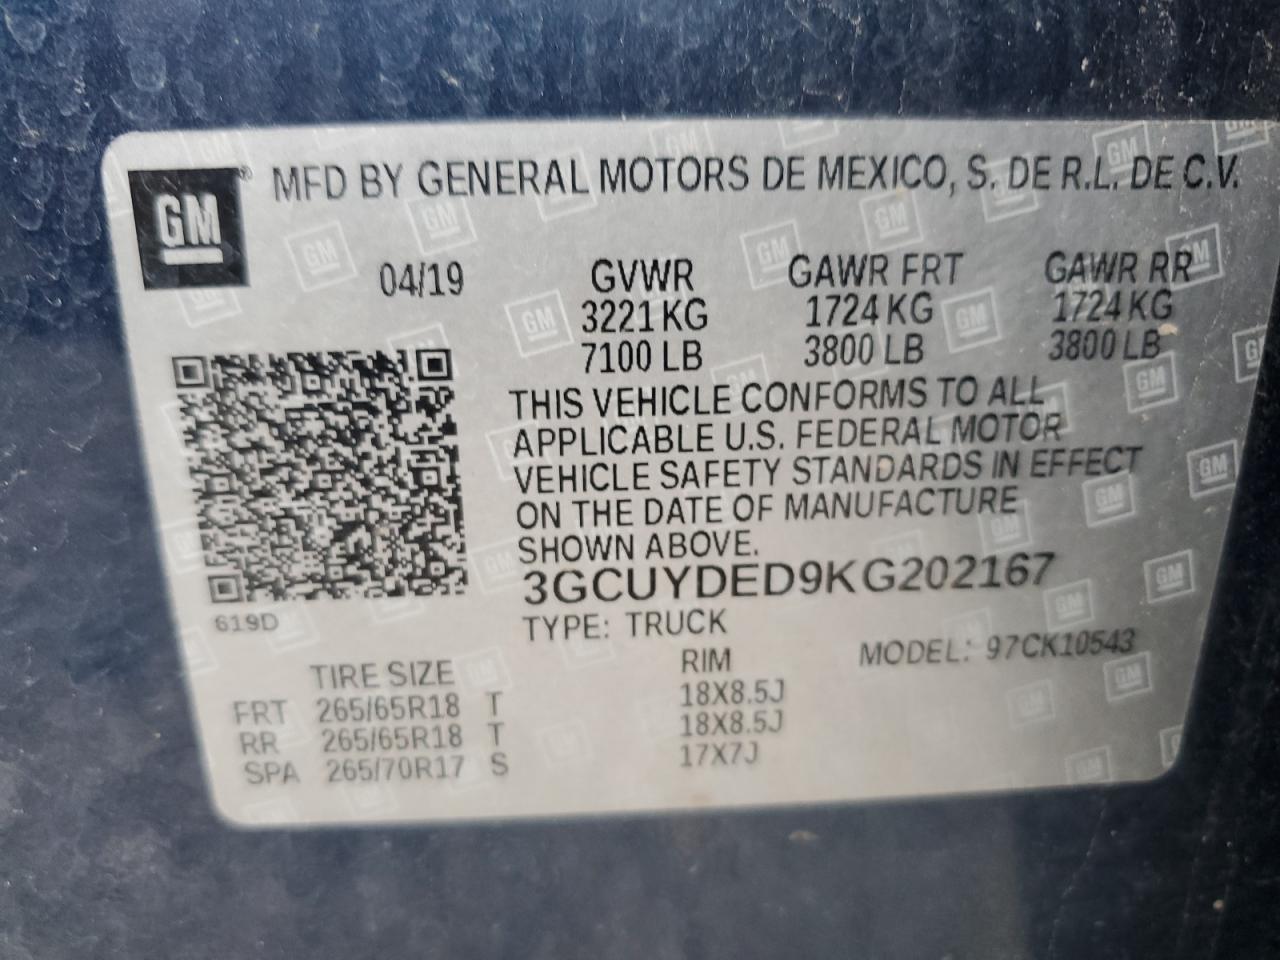 GM® MFD BY GENERAL MOTORS DE MEXICO, S. DE R.L. DE C.V.
04/19 GVWR GAWR FRT GAWR RR
3221 KG 1724 KG 1724 KG
7100 LB 3800 LB 3800 LB
THIS VEHICLE CONFORMS TO ALL
APPLICABLE U.S. FEDERAL MOTOR
VEHICLE SAFETY STANDARDS IN EFFECT
ON THE DATE OF MANUFACTURE
SHOWN ABOVE.
3GCUYDED9KG202167
619D
TYPE: TRUCK
MODEL: 97CK10543
TIRE SIZE RIM
FRT 265/65R18 T 18X8.5J
RR 265/65R18 T 18X8.5J
SPA 265/70R17 S 17X7J